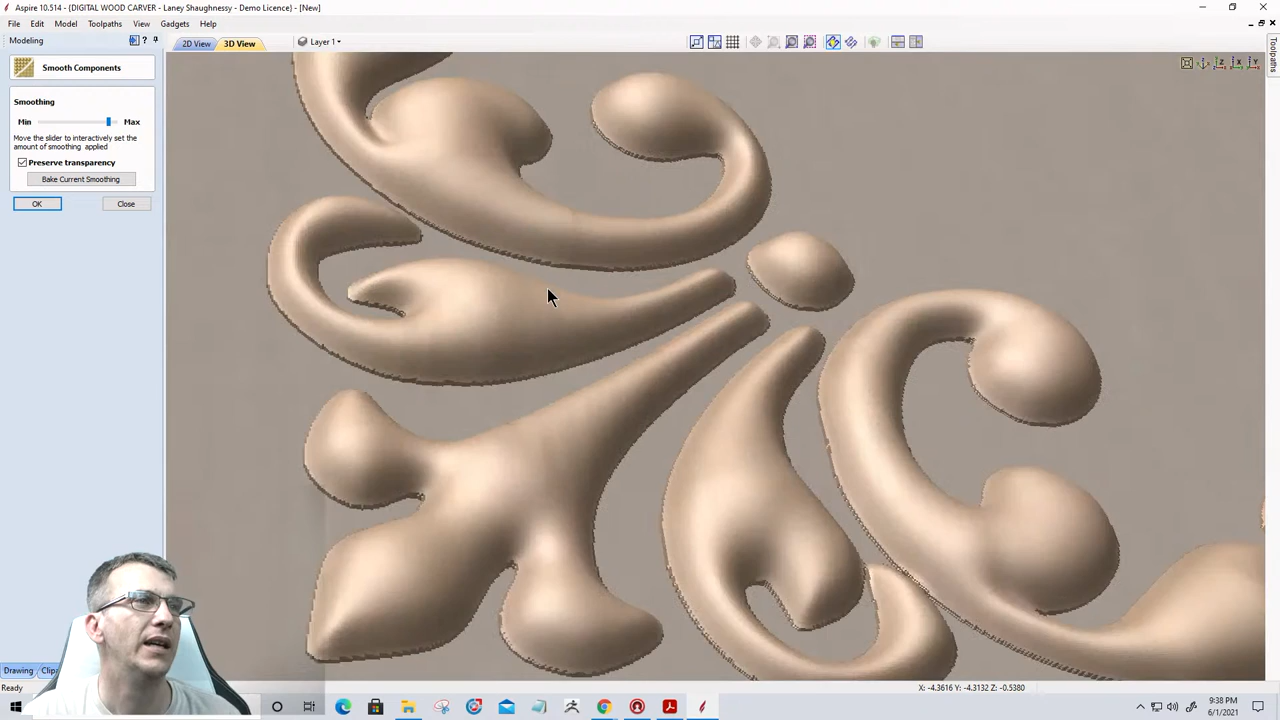 Aspire 10.514 - (DIGITAL WOOD CARVER - Laney Shaughnessy - Demo Licence) - [New]
File Edit Model Toolpaths View Gadgets Help
Modeling
2D View 3D View Layer 1
Smooth Components
Smoothing
Min Max
Move the slider to interactively set the
amount of smoothing applied
Preserve transparency
Bake Current Smoothing
OK Close
Toolpaths
Drawing
Ready
X: -4.3616 Y: -4.3132 Z: -0.5380
9:38 PM
6/1/2021